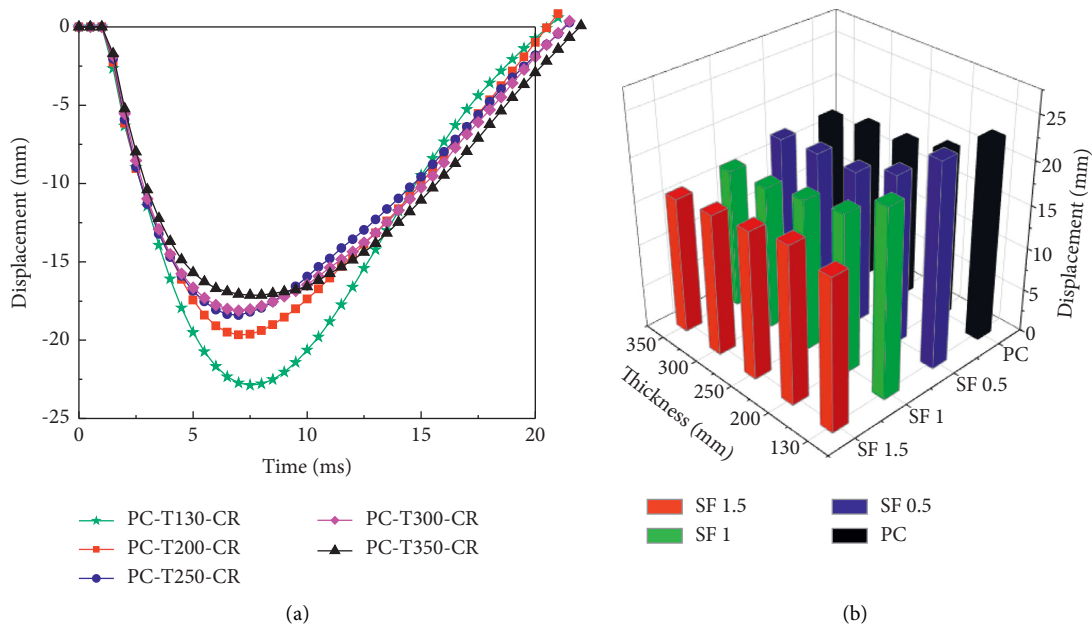 0
-5
-10
-15
-20
-25
Displacement (mm)
0 5 10 15 20
Time (ms)
PC-T130-CR
PC-T200-CR
PC-T250-CR
PC-T300-CR
PC-T350-CR
(a)
25
20
15
10
5
0
Displacement (mm)
350
300
250
200
130
Thickness (mm)
PC
SF 0.5
SF 1
SF 1.5
SF 1.5
SF 1
SF 0.5
PC
(b)